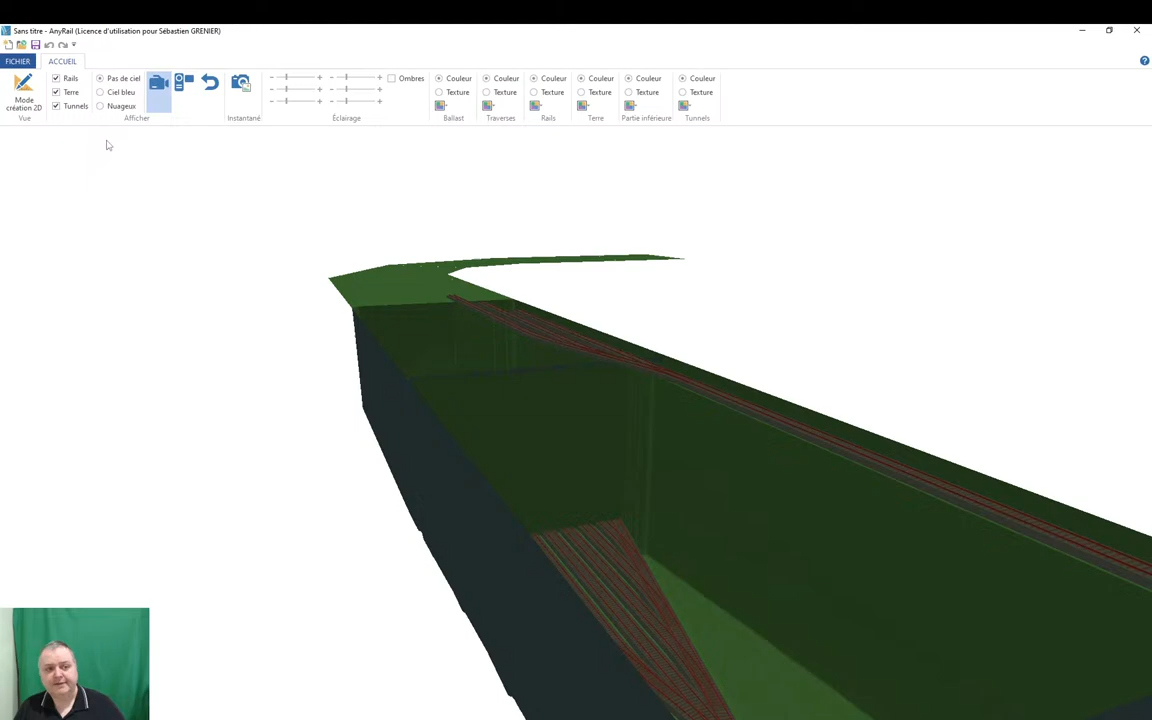 Sans titre - AnyRail (Licence d'utilisation pour Sébastien GRENIER)
FICHIER ACCUEIL
Mode création 2D
Vue
Rails
Terre
Tunnels
Pas de ciel
Ciel bleu
Nuageux
Afficher
Instantané
Ombres
Éclairage
Couleur
Texture
Ballast
Couleur
Texture
Traverses
Couleur
Texture
Rails
Couleur
Texture
Terre
Couleur
Texture
Partie inférieure
Couleur
Texture
Tunnels